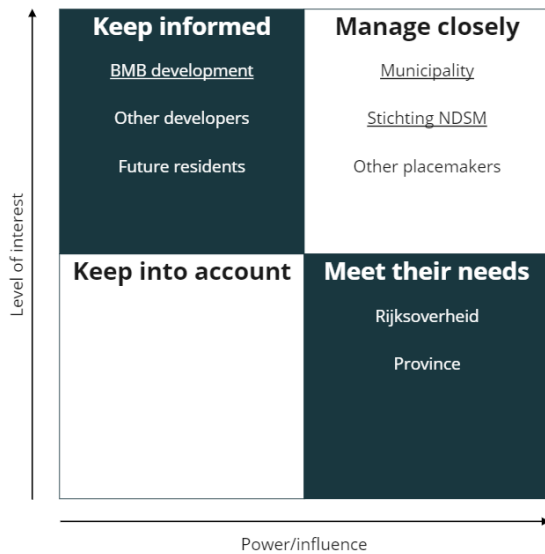 Keep informed
BMB development
Other developers
Future residents
Manage closely
Municipality
Stichting NDSM
Other placemakers
Level of interest
Keep into account
Meet their needs
Rijksoverheid
Province
Power/influence